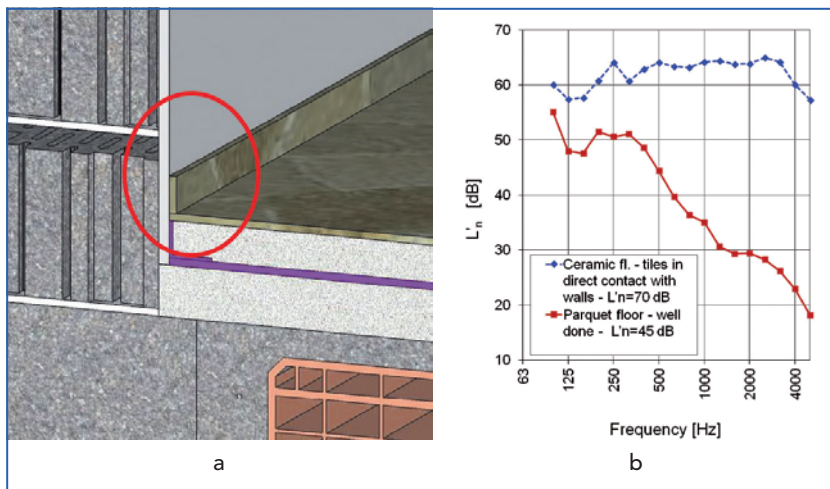 70
60
50
40
30
20
10
L'n [dB]
Ceramic fl. - tiles in
direct contact with
walls - L'n=70 dB
Parquet floor - well
done - L'n=45 dB
63
125
250
500
1000
2000
4000
Frequency [Hz]
a
b